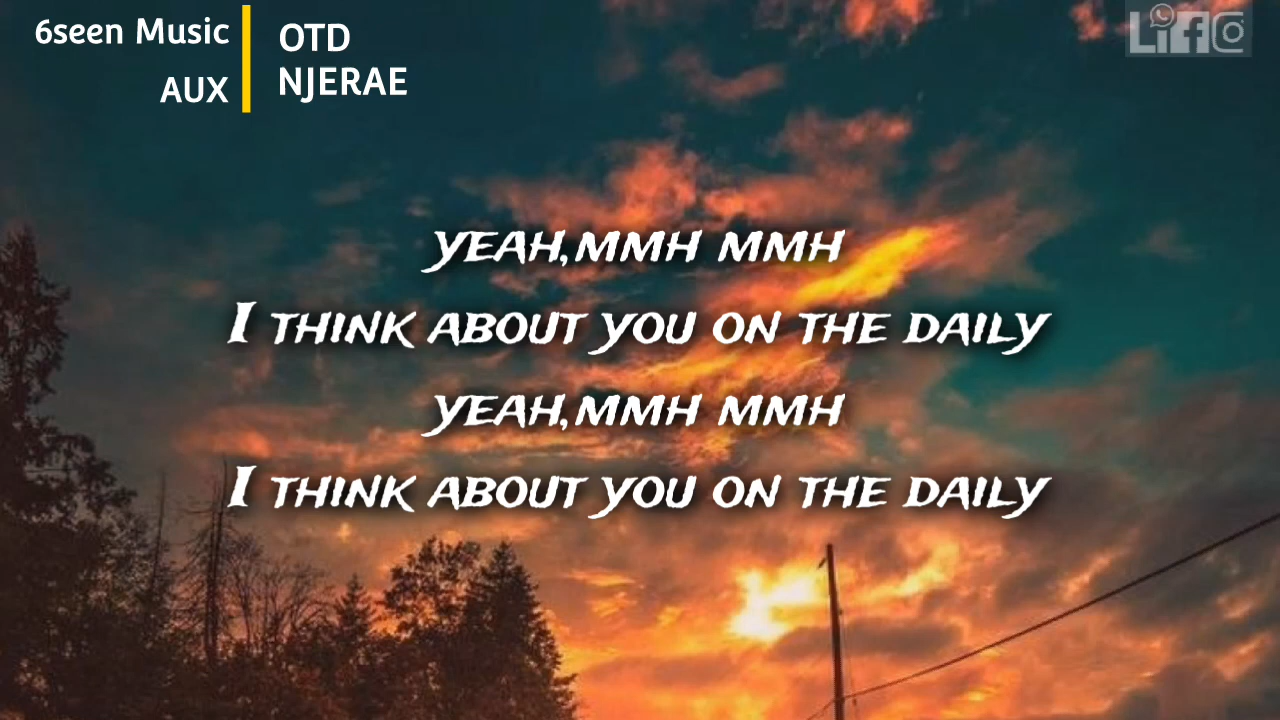 6seen Music
AUX
OTD
NJERAE
YEAH,MMH MMH
I THINK ABOUT YOU ON THE DAILY
YEAH,MMH MMH
I THINK ABOUT YOU ON THE DAILY